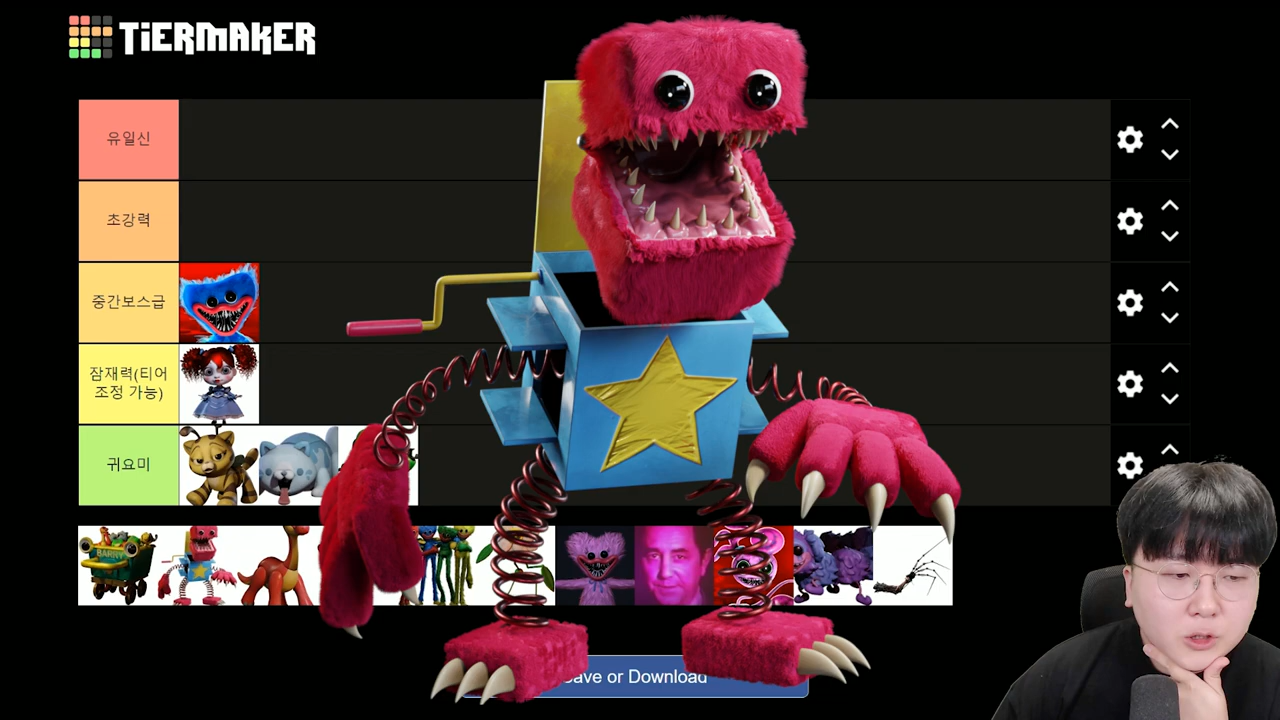 TiERMAKER
유일신
초강력
중간보스급
잠재력(티어
조정 가능)
귀요미
BARRY
Save or Download